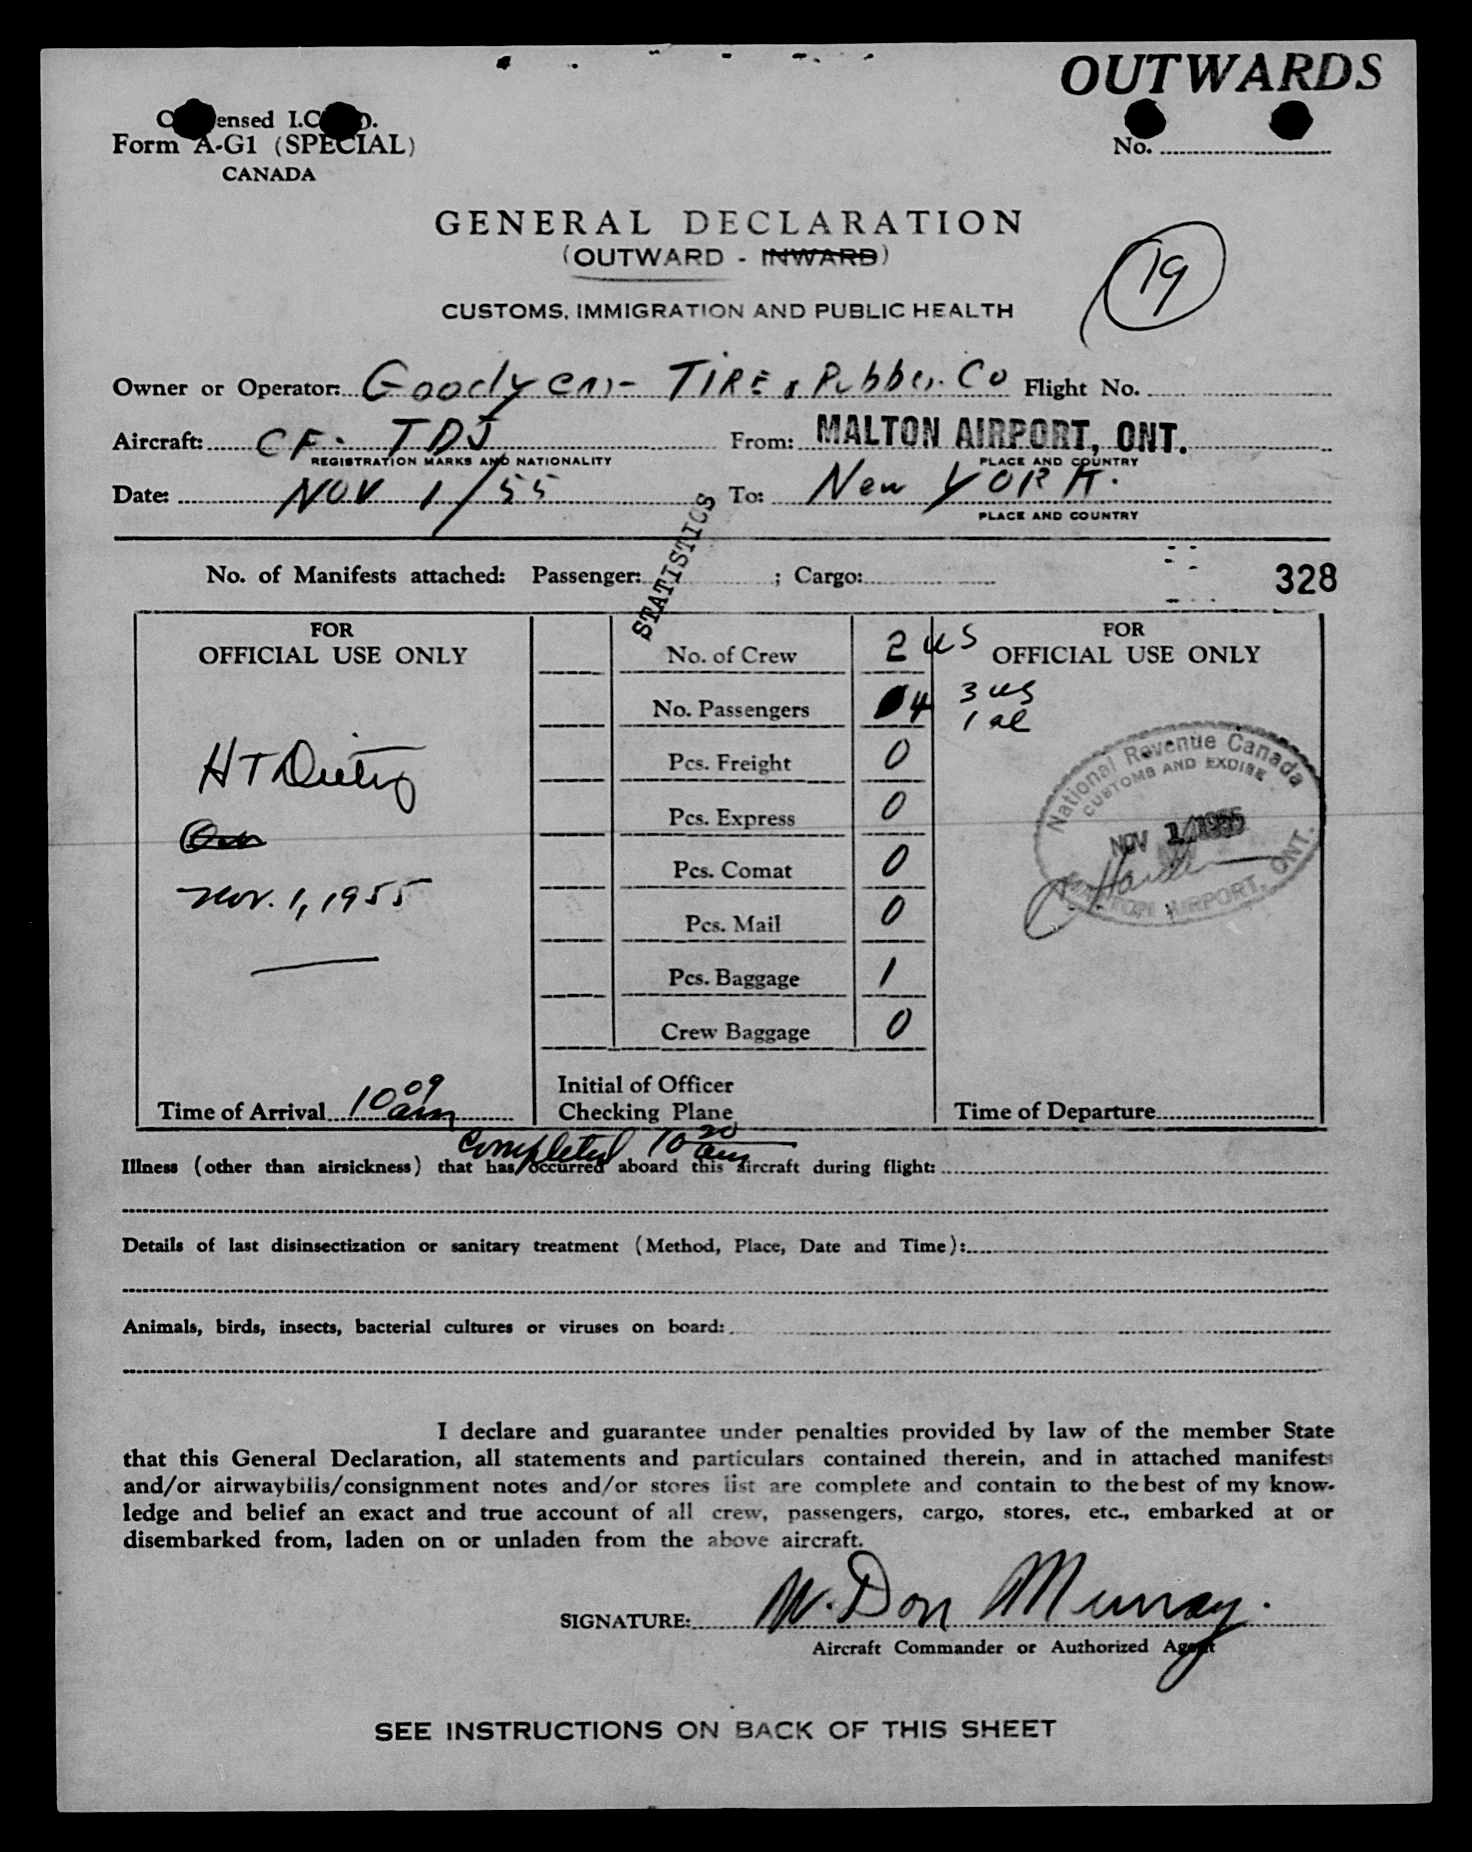 OUTWARDS
ensed I.C
Form A-G1 (SPECIAL)
No.
CANADA
GENERAL DECLARATION
(OUTWARD - INWARD)
19
CUSTOMS, IMMIGRATION AND PUBLIC HEALTH
Owner or Operator: Goodyear TIRE & Rubber Co Flight No.
Aircraft: CF- TDJ From: MALTON AIRPORT, ONT.
REGISTRATION MARKS AND NATIONALITY PLACE AND COUNTRY
Date: NOV 1/55 To: New YORK.
PLACE AND COUNTRY
STATISTICS
No. of Manifests attached: Passenger: ; Cargo: 328
FOR OFFICIAL USE ONLY
No. of Crew 2 US
FOR OFFICIAL USE ONLY
No. Passengers 4 3 US
1 al
Pcs. Freight 0
Pcs. Express 0
Pcs. Comat 0
Pcs. Mail 0
Pcs. Baggage 1
Crew Baggage 0
H T
Nov. 1, 1955
National Revenue Canada
CUSTOMS AND EXCISE
NOV 1 1955
MALTON AIRPORT, ONT.
Time of Arrival 10 09 am
Initial of Officer
Checking Plane
Time of Departure
Completed 10 20 am
Illness (other than airsickness) that has occurred aboard this aircraft during flight:
Details of last disinsectization or sanitary treatment (Method, Place, Date and Time):
Animals, birds, insects, bacterial cultures or viruses on board:
I declare and guarantee under penalties provided by law of the member State
that this General Declaration, all statements and particulars contained therein, and in attached manifests
and/or airwaybills/consignment notes and/or stores list are complete and contain to the best of my know-
ledge and belief an exact and true account of all crew, passengers, cargo, stores, etc., embarked at or
disembarked from, laden on or unladen from the above aircraft.
SIGNATURE: W. Don Murray.
Aircraft Commander or Authorized Agent
SEE INSTRUCTIONS ON BACK OF THIS SHEET